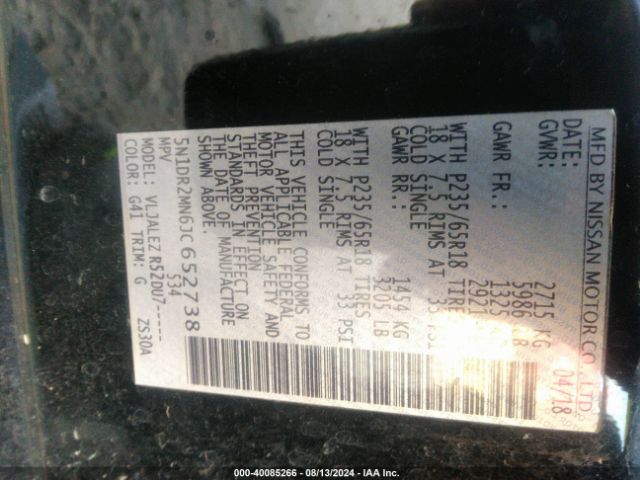 MFD BY NISSAN MOTOR CO., LTD.
DATE: 04/18
GVWR: 2715 KG
5986 LB
GAWR FR.: 1325
2921
WITH P235/65R18 TIRES
18 X 7.5 RIMS AT 33 PSI
COLD SINGLE
GAWR RR.: 1454 KG
3205 LB
WITH P235/65R18 TIRES
18 X 7.5 RIMS AT 33 PSI
COLD SINGLE
THIS VEHICLE CONFORMS TO
ALL APPLICABLE FEDERAL
MOTOR VEHICLE SAFETY AND
THEFT PREVENTION
STANDARDS IN EFFECT ON
THE DATE OF MANUFACTURE
SHOWN ABOVE.
5N1DR2MN6JC652738
MPV 534
MODEL: VLJALEZ R52DU7-----
COLOR: G41 TRIM: G ZS30A
000-40085266 - 08/13/2024 - IAA Inc.